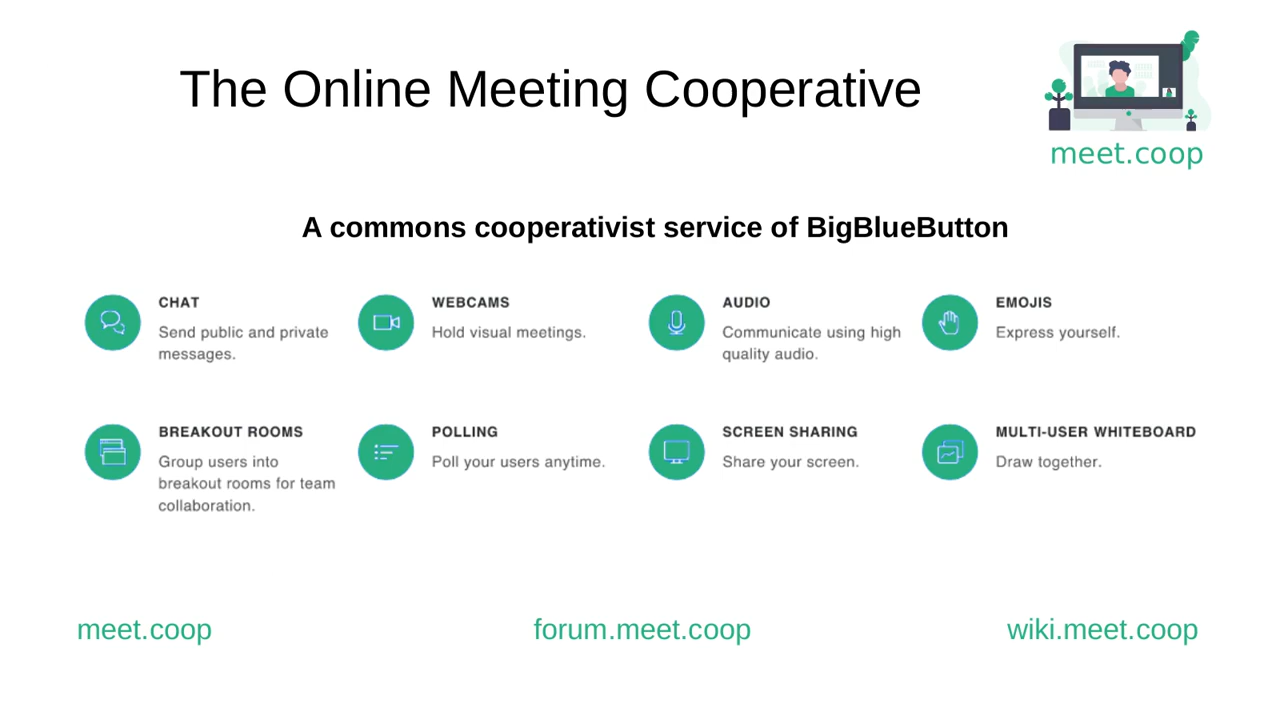 The Online Meeting Cooperative
meet.coop
A commons cooperativist service of BigBlueButton
CHAT
Send public and private
messages.
WEBCAMS
Hold visual meetings.
AUDIO
Communicate using high
quality audio.
EMOJIS
Express yourself.
BREAKOUT ROOMS
Group users into
breakout rooms for team
collaboration.
POLLING
Poll your users anytime.
SCREEN SHARING
Share your screen.
MULTI-USER WHITEBOARD
Draw together.
meet.coop
forum.meet.coop
wiki.meet.coop